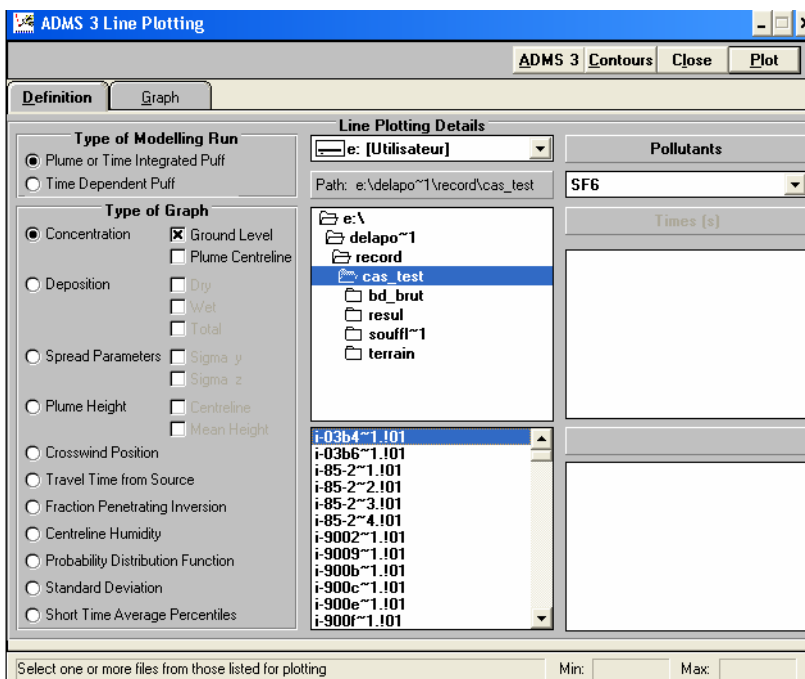 ADMS 3 Line Plotting
ADMS 3 Contours Close Plot
Definition Graph
Line Plotting Details
Type of Modelling Run
Plume or Time Integrated Puff
Time Dependent Puff
Type of Graph
Concentration Ground Level
Plume Centreline
Deposition Dry
Wet
Total
Spread Parameters Sigma y
Sigma z
Plume Height Centreline
Mean Height
Crosswind Position
Travel Time from Source
Fraction Penetrating Inversion
Centreline Humidity
Probability Distribution Function
Standard Deviation
Short Time Average Percentiles
e: [Utilisateur]
Path: e:\delapo~1\record\cas_test
e:\
delapo~1
record
cas_test
bd_brut
resul
souffl~1
terrain
i-03b4~1.!01
i-03b6~1.!01
i-85-2~1.!01
i-85-2~2.!01
i-85-2~3.!01
i-85-2~4.!01
i-9002~1.!01
i-9009~1.!01
i-900b~1.!01
i-900c~1.!01
i-900e~1.!01
i-900f~1.!01
Pollutants
SF6
Times (s)
Select one or more files from those listed for plotting
Min: Max: